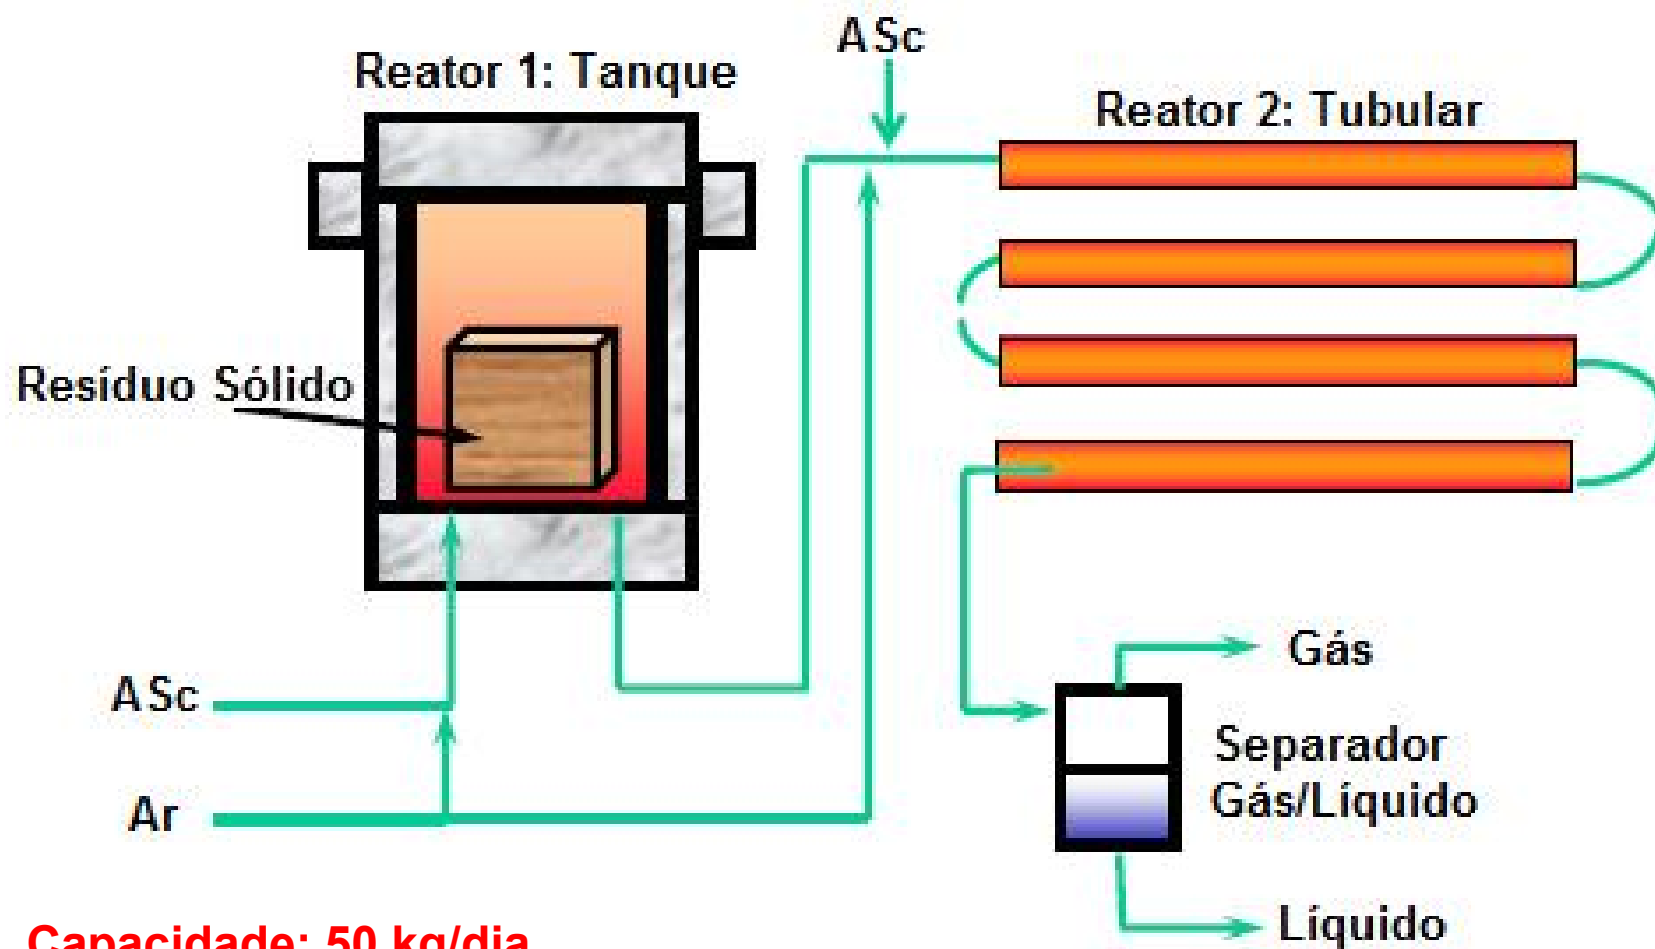 ASc
Reator 1: Tanque
Reator 2: Tubular
Resíduo Sólido
ASc
Ar
Gás
Separador
Gás/Líquido
Líquido
Capacidade: 50 kg/dia